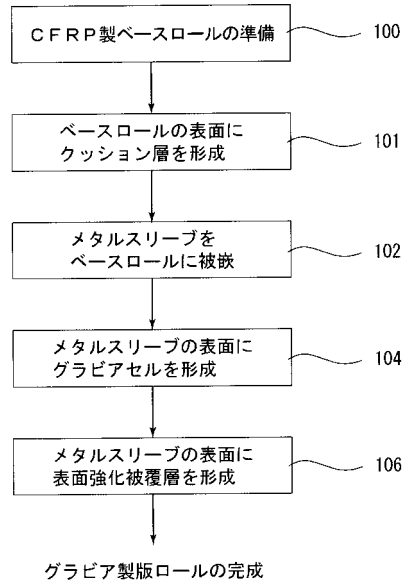 CFRP製ベースロールの準備
100
ベースロールの表面に
クッション層を形成
101
メタルスリーブを
ベースロールに被嵌
102
メタルスリーブの表面に
グラビアセルを形成
104
メタルスリーブの表面に
表面強化被覆層を形成
106
グラビア製版ロールの完成